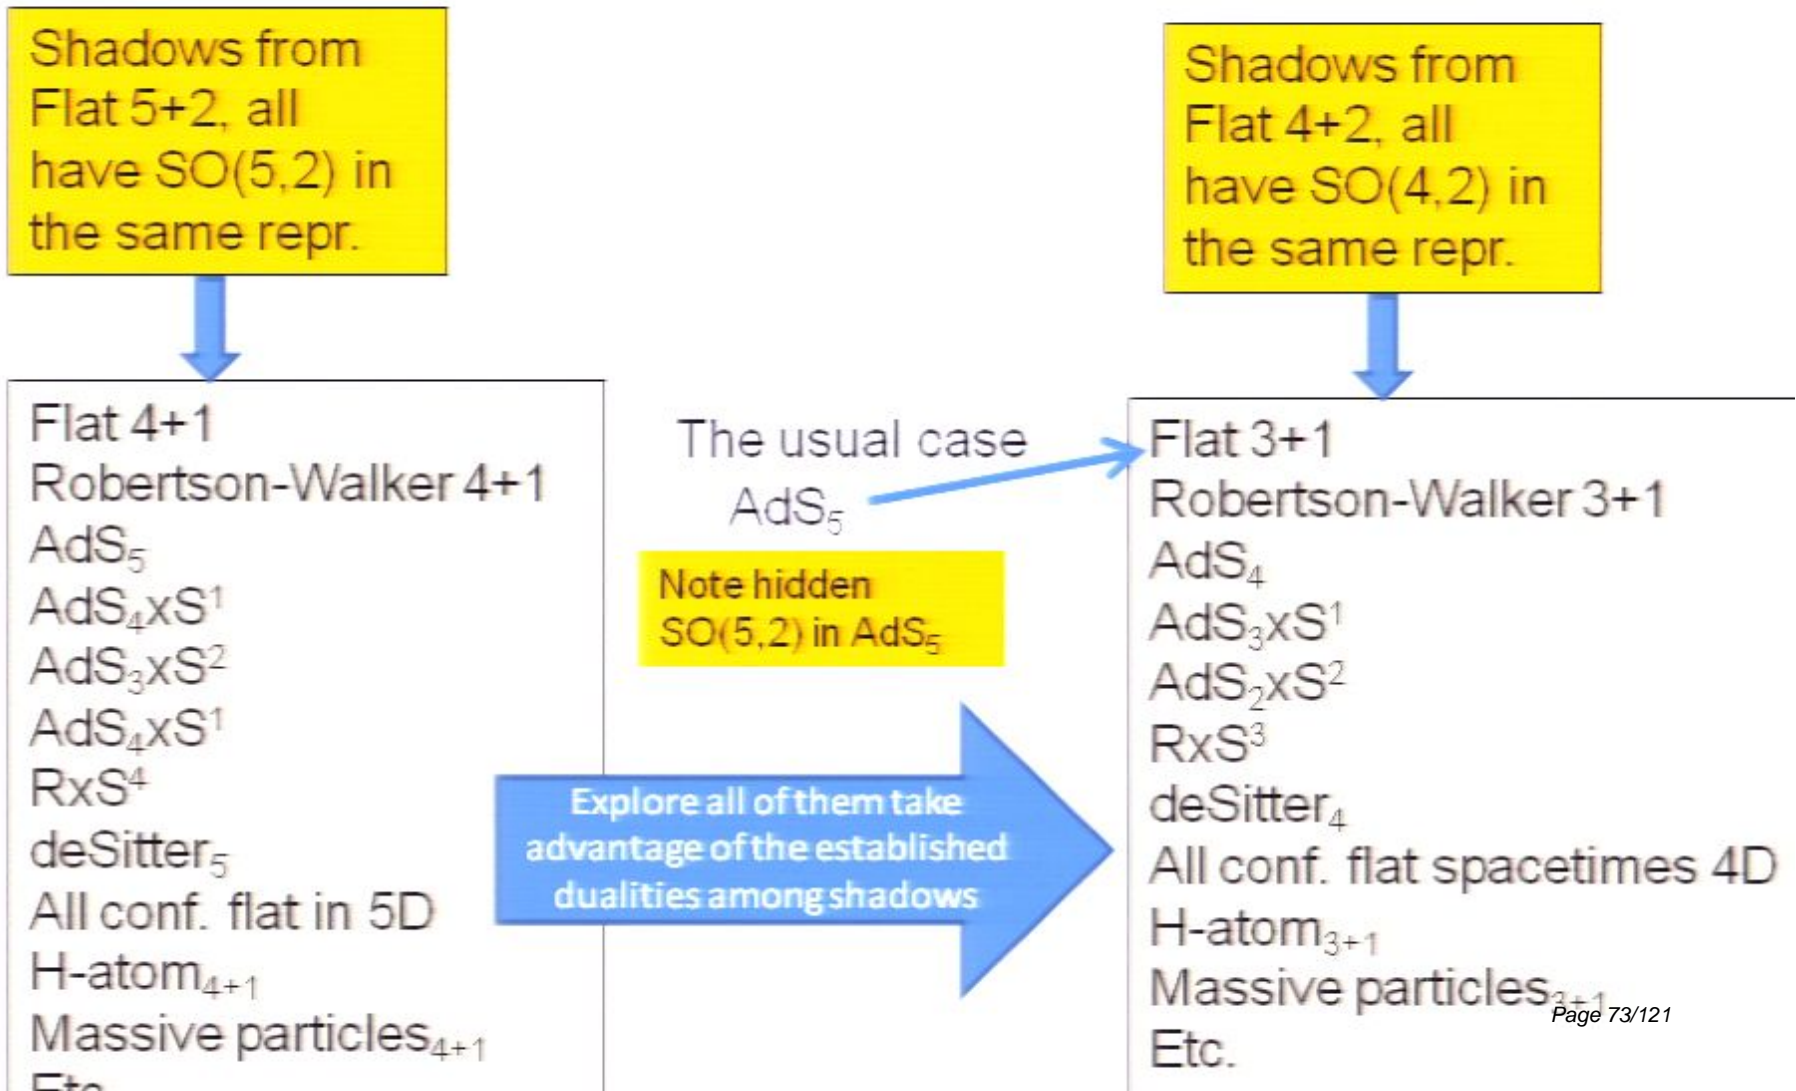 Shadows from
Flat 5+2, all
have SO(5,2) in
the same repr.
Flat 4+1
Robertson-Walker 4+1
AdS₅
AdS₄xS¹
AdS₃xS²
AdS₄xS¹
RxS⁴
deSitter₅
All conf. flat in 5D
H-atom₄₊₁
Massive particles₄₊₁
Etc
The usual case
AdS₅
Note hidden
SO(5,2) in AdS₅
Explore all of them take
advantage of the established
dualities among shadows
Shadows from
Flat 4+2, all
have SO(4,2) in
the same repr.
Flat 3+1
Robertson-Walker 3+1
AdS₄
AdS₃xS¹
AdS₂xS²
RxS³
deSitter₄
All conf. flat spacetimes 4D
H-atom₃₊₁
Massive particles₃₊₁
Etc.
Page 73/121